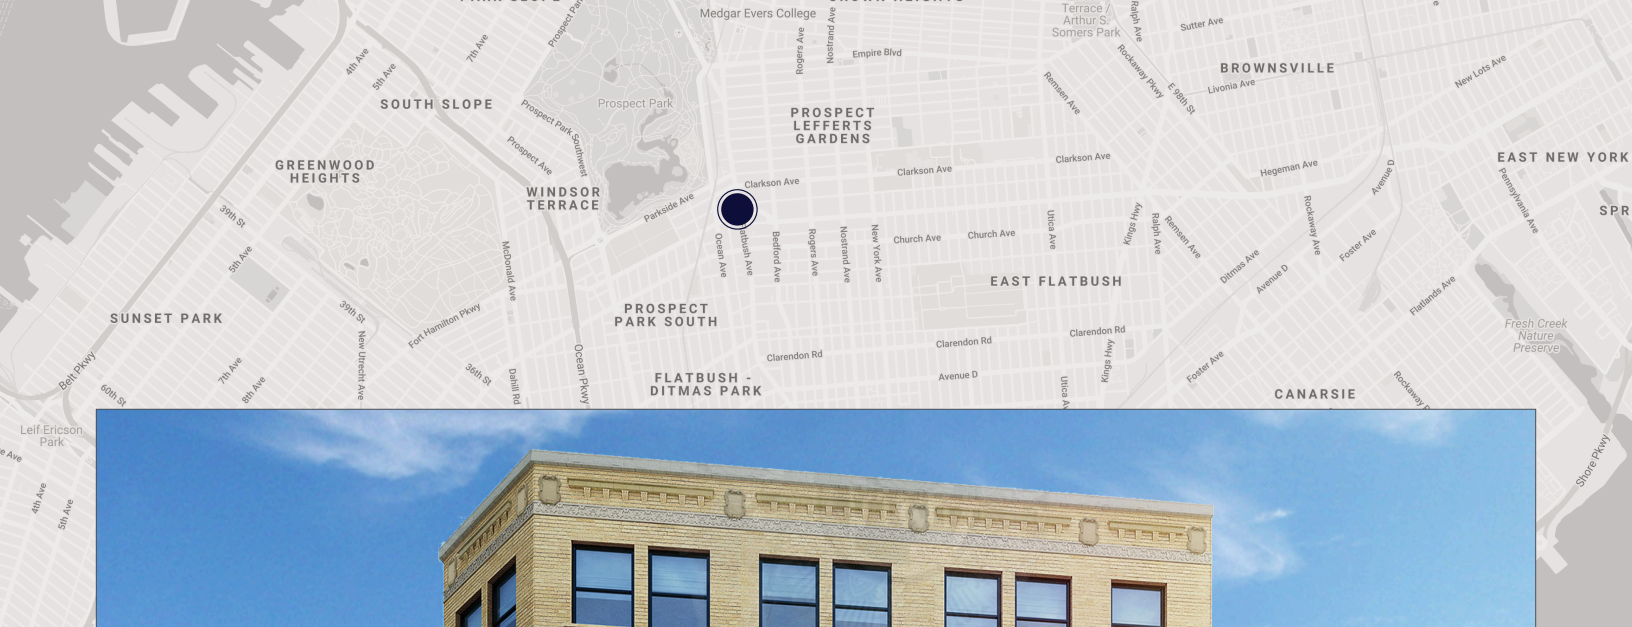 Medgar Evers College
Terrace /
Arthur S.
Somers Park
Ralph Ave
Sutter Ave
4th Ave
5th Ave
7th Ave
Rogers Ave
Nostrand Ave
Empire Blvd
Rockaway Pkwy
E 98th St
BROWNSVILLE
Livonia Ave
New Lots Ave
SOUTH SLOPE
Prospect Park
Remsen Ave
Prospect Park Southwest
PROSPECT
LEFFERTS
GARDENS
Prospect Ave
GREENWOOD
HEIGHTS
Clarkson Ave
Clarkson Ave
Clarkson Ave
Hegeman Ave
Avenue D
EAST NEW YORK
WINDSOR
TERRACE
Parkside Ave
Pennsylvania Ave
39th St
5th Ave
McDonald Ave
Ocean Ave
Bedford Ave
Rogers Ave
Nostrand Ave
New York Ave
Church Ave
Church Ave
Utica Ave
Kings Hwy
Ralph Ave
Remsen Ave
Rockaway Ave
Foster Ave
Ditmas Ave
Avenue D
EAST FLATBUSH
Flatlands Ave
SUNSET PARK
39th St
Fort Hamilton Pkwy
PROSPECT
PARK SOUTH
Clarendon Rd
Clarendon Rd
Clarendon Rd
Fresh Creek
Nature
Preserve
Belt Pkwy
7th Ave
8th Ave
New Utrecht Ave
36th St
Dahill Rd
Ocean Pkwy
FLATBUSH -
DITMAS PARK
Avenue D
Kings Hwy
Utica Av
Foster Ave
CANARSIE
60th St
Leif Ericson
Park
4th Ave
5th Ave
Shore Pkwy